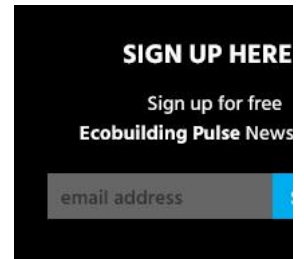 SIGN UP HERE
Sign up for free
Ecobuilding Pulse News
email address